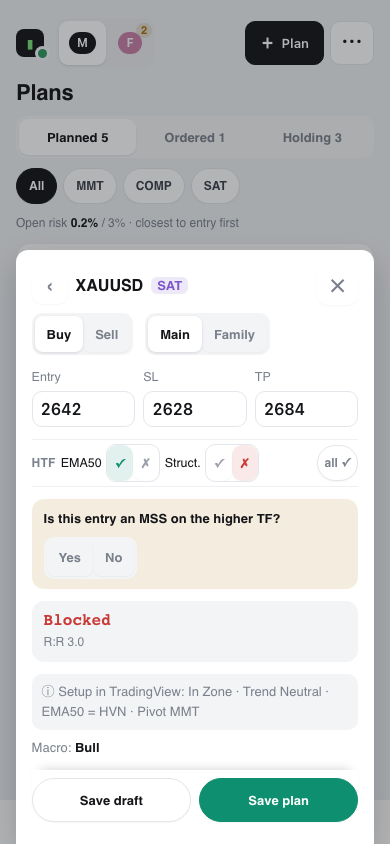 M F 2 + Plan ···
Plans
Planned 5 Ordered 1 Holding 3
All MMT COMP SAT
Open risk 0.2% / 3% · closest to entry first
‹ XAUUSD SAT ✕
Buy Sell Main Family
Entry SL TP
2642 2628 2684
HTF EMA50 ✓ ✗ Struct. ✓ ✗ all ✓
Is this entry an MSS on the higher TF?
Yes No
Blocked
R:R 3.0
ⓘ Setup in TradingView: In Zone · Trend Neutral ·
EMA50 = HVN · Pivot MMT
Macro: Bull
Save draft Save plan